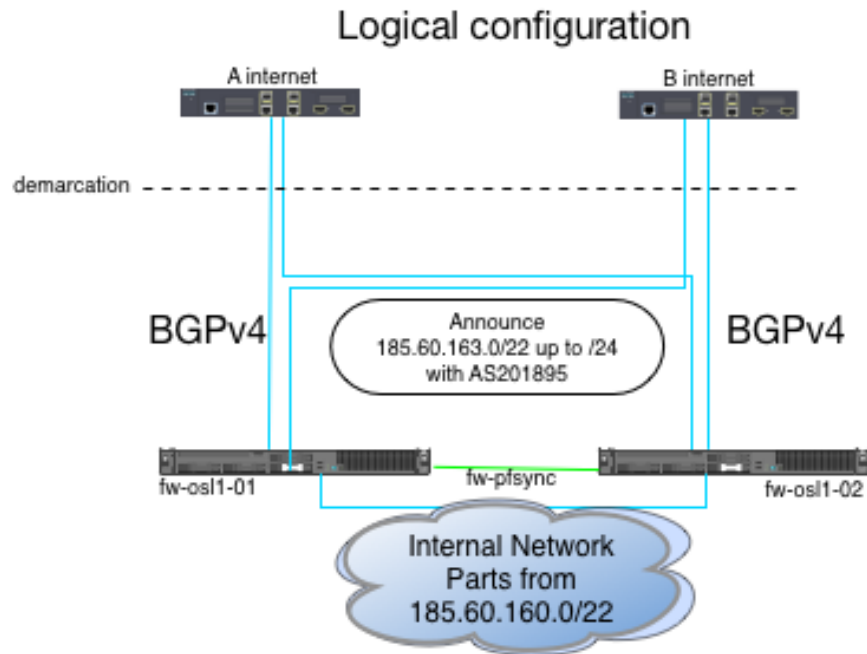 Logical configuration
A internet
B internet
demarcation
BGPv4
Announce
185.60.163.0/22 up to /24
with AS201895
BGPv4
fw-osl1-01
fw-pfsync
fw-osl1-02
Internal Network
Parts from
185.60.160.0/22